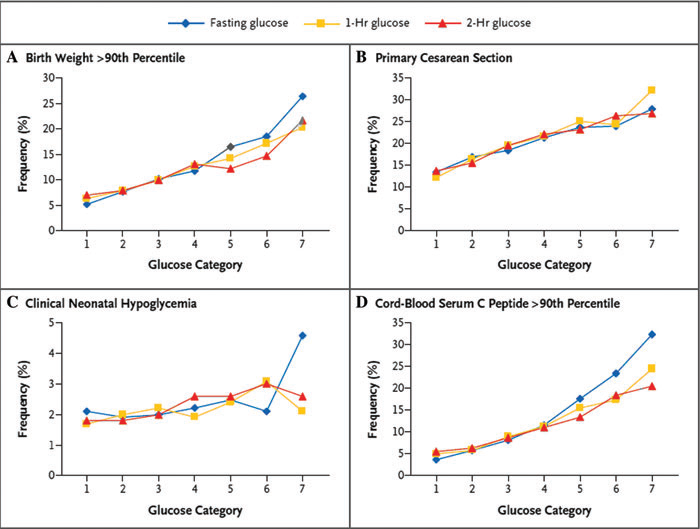 Fasting glucose 1-Hr glucose 2-Hr glucose
A Birth Weight >90th Percentile
30
25
20
15
10
5
0
Frequency (%)
1 2 3 4 5 6 7
Glucose Category
B Primary Cesarean Section
35
30
25
20
15
10
5
0
Frequency (%)
1 2 3 4 5 6 7
Glucose Category
C Clinical Neonatal Hypoglycemia
5
4
3
2
1
0
Frequency (%)
1 2 3 4 5 6 7
Glucose Category
D Cord-Blood Serum C Peptide >90th Percentile
35
30
25
20
15
10
5
0
Frequency (%)
1 2 3 4 5 6 7
Glucose Category